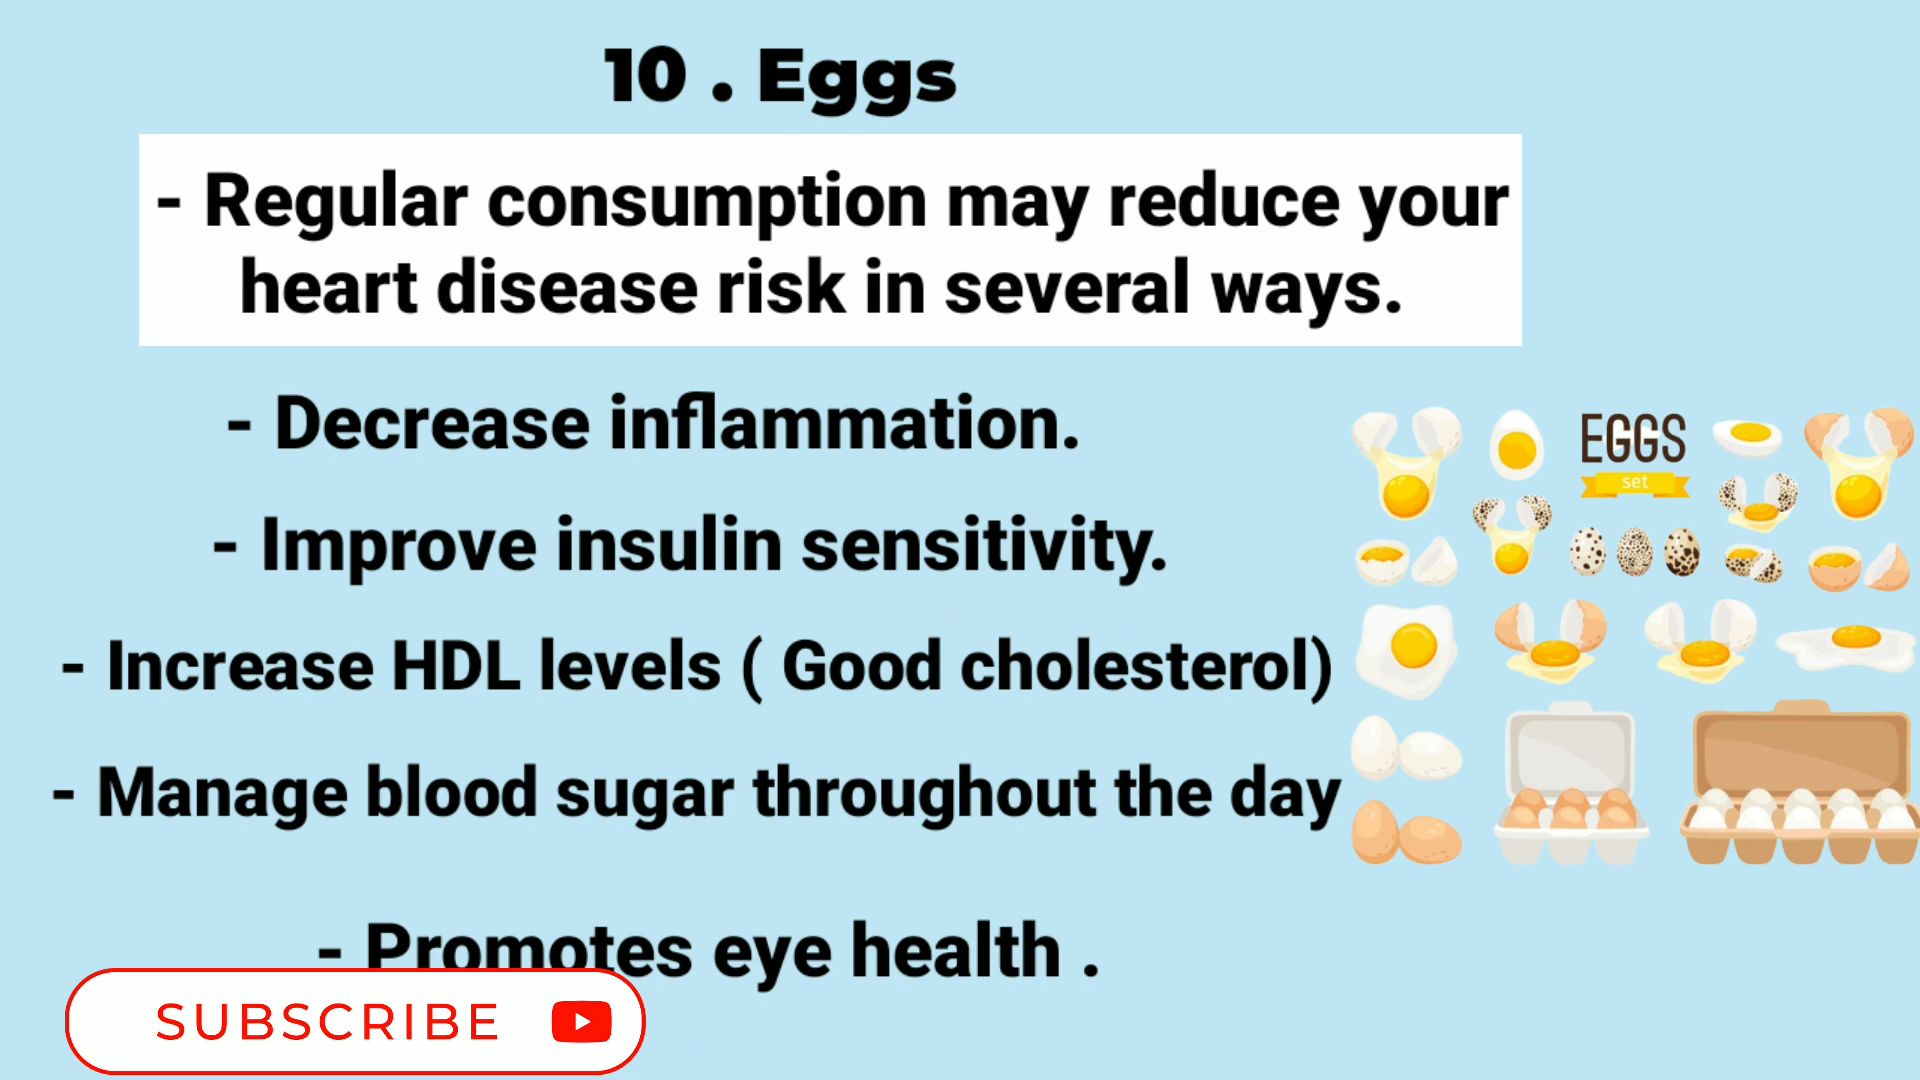 10 . Eggs
- Regular consumption may reduce your
heart disease risk in several ways.
- Decrease inflammation.
- Improve insulin sensitivity.
- Increase HDL levels ( Good cholesterol)
- Manage blood sugar throughout the day
- Promotes eye health .
EGGS
set
SUBSCRIBE